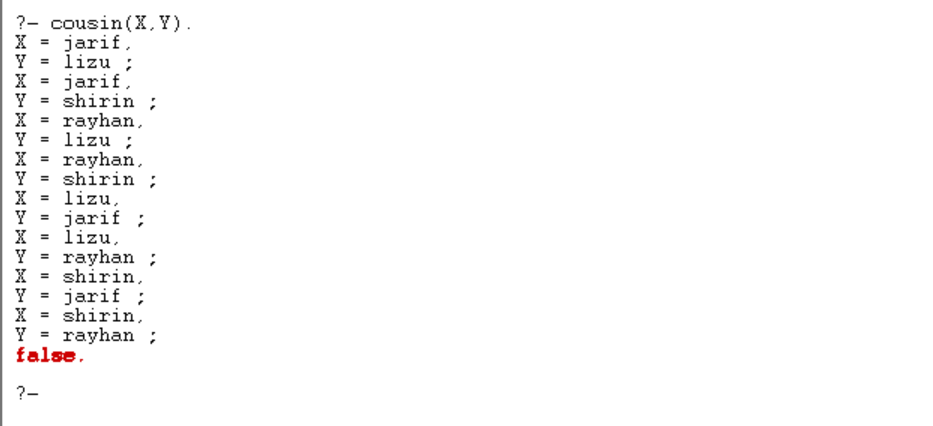 ?- cousin(X,Y).
X = jarif,
Y = lizu ;
X = jarif,
Y = shirin ;
X = rayhan,
Y = lizu ;
X = rayhan,
Y = shirin ;
X = lizu,
Y = jarif ;
X = lizu,
Y = rayhan ;
X = shirin,
Y = jarif ;
X = shirin,
Y = rayhan ;
false.
?-